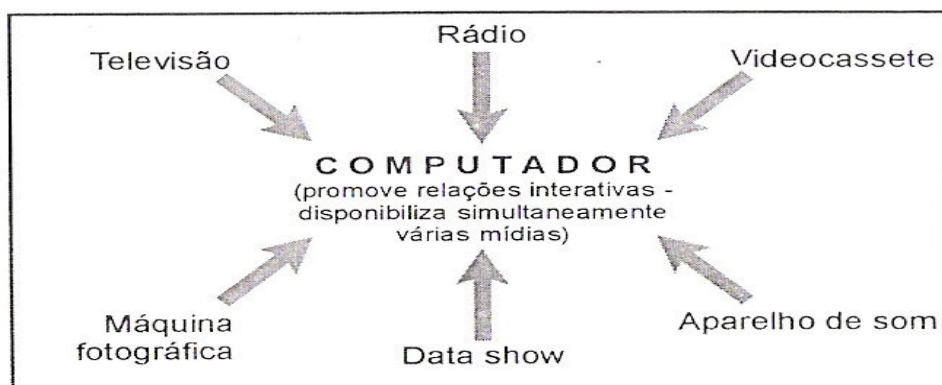 Rádio
Televisão
Videocassete
COMPUTADOR
(promove relações interativas -
disponibiliza simultaneamente
várias mídias)
Máquina
fotográfica
Data show
Aparelho de som